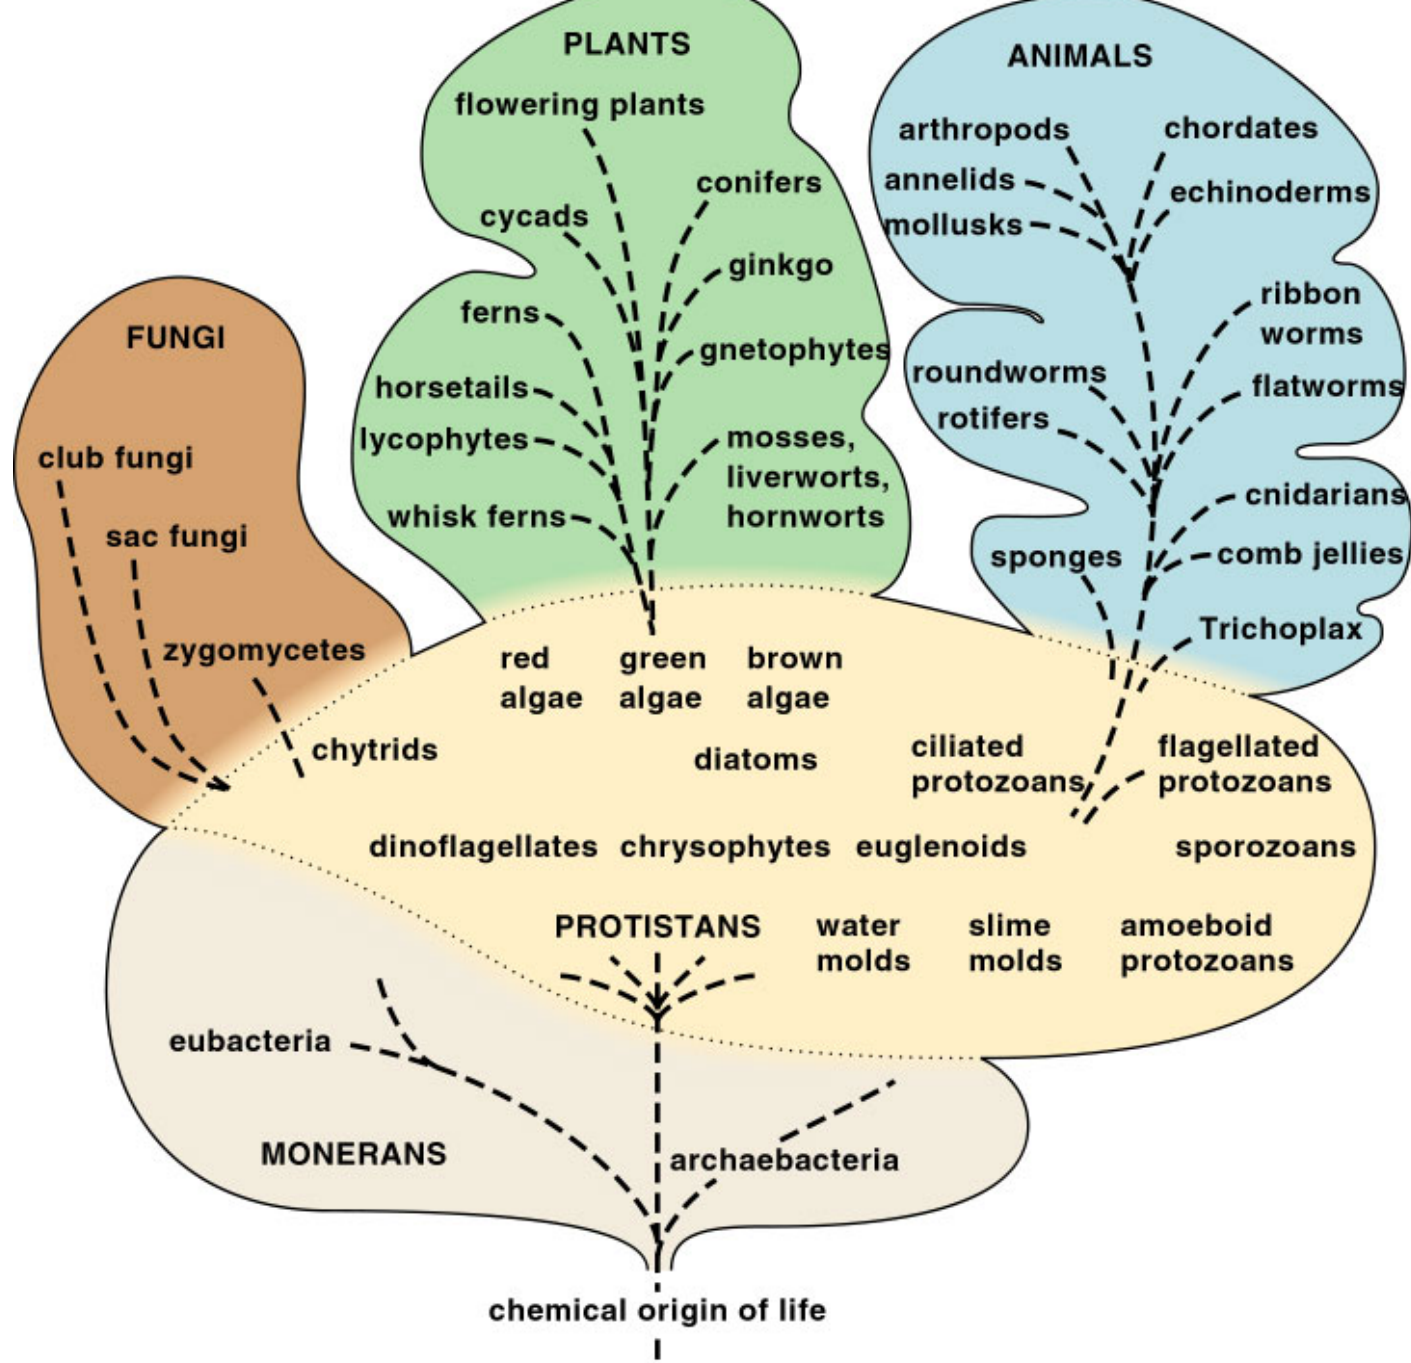 PLANTS
flowering plants
conifers
cycads
ginkgo
ferns
gnetophytes
horsetails
lycophytes
mosses,
liverworts,
hornworts
whisk ferns
ANIMALS
arthropods
chordates
annelids
echinoderms
mollusks
ribbon
worms
roundworms
flatworms
rotifers
cnidarians
sponges
comb jellies
Trichoplax
FUNGI
club fungi
sac fungi
zygomycetes
red
algae
green
algae
brown
algae
chytrids
diatoms
ciliated
protozoans
flagellated
protozoans
dinoflagellates
chrysophytes
euglenoids
sporozoans
PROTISTANS
water
molds
slime
molds
amoeboid
protozoans
eubacteria
MONERANS
archaebacteria
chemical origin of life